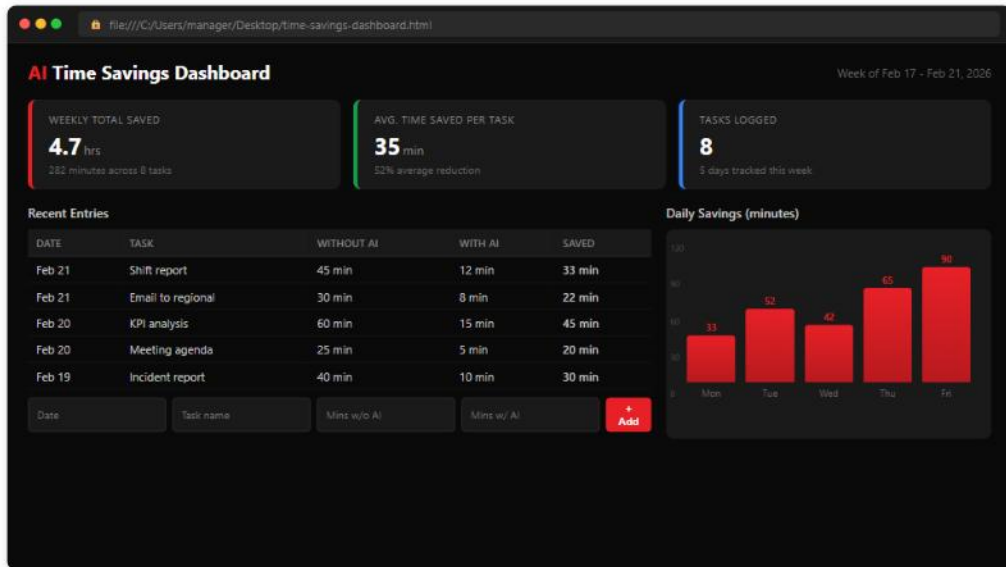 file:///C:/Users/manager/Desktop/time-savings-dashboard.html
AI Time Savings Dashboard
Week of Feb 17 - Feb 21, 2026
WEEKLY TOTAL SAVED
4.7 hrs
282 minutes across 8 tasks
AVG. TIME SAVED PER TASK
35 min
52% average reduction
TASKS LOGGED
8
5 days tracked this week
Recent Entries
DATE TASK WITHOUT AI WITH AI SAVED
Feb 21 Shift report 45 min 12 min 33 min
Feb 21 Email to regional 30 min 8 min 22 min
Feb 20 KPI analysis 60 min 15 min 45 min
Feb 20 Meeting agenda 25 min 5 min 20 min
Feb 19 Incident report 40 min 10 min 30 min
Date Task name Mins w/o AI Mins w/ AI + Add
Daily Savings (minutes)
120
90
60
30
0
33 52 42 65 90
Mon Tue Wed Thu Fri